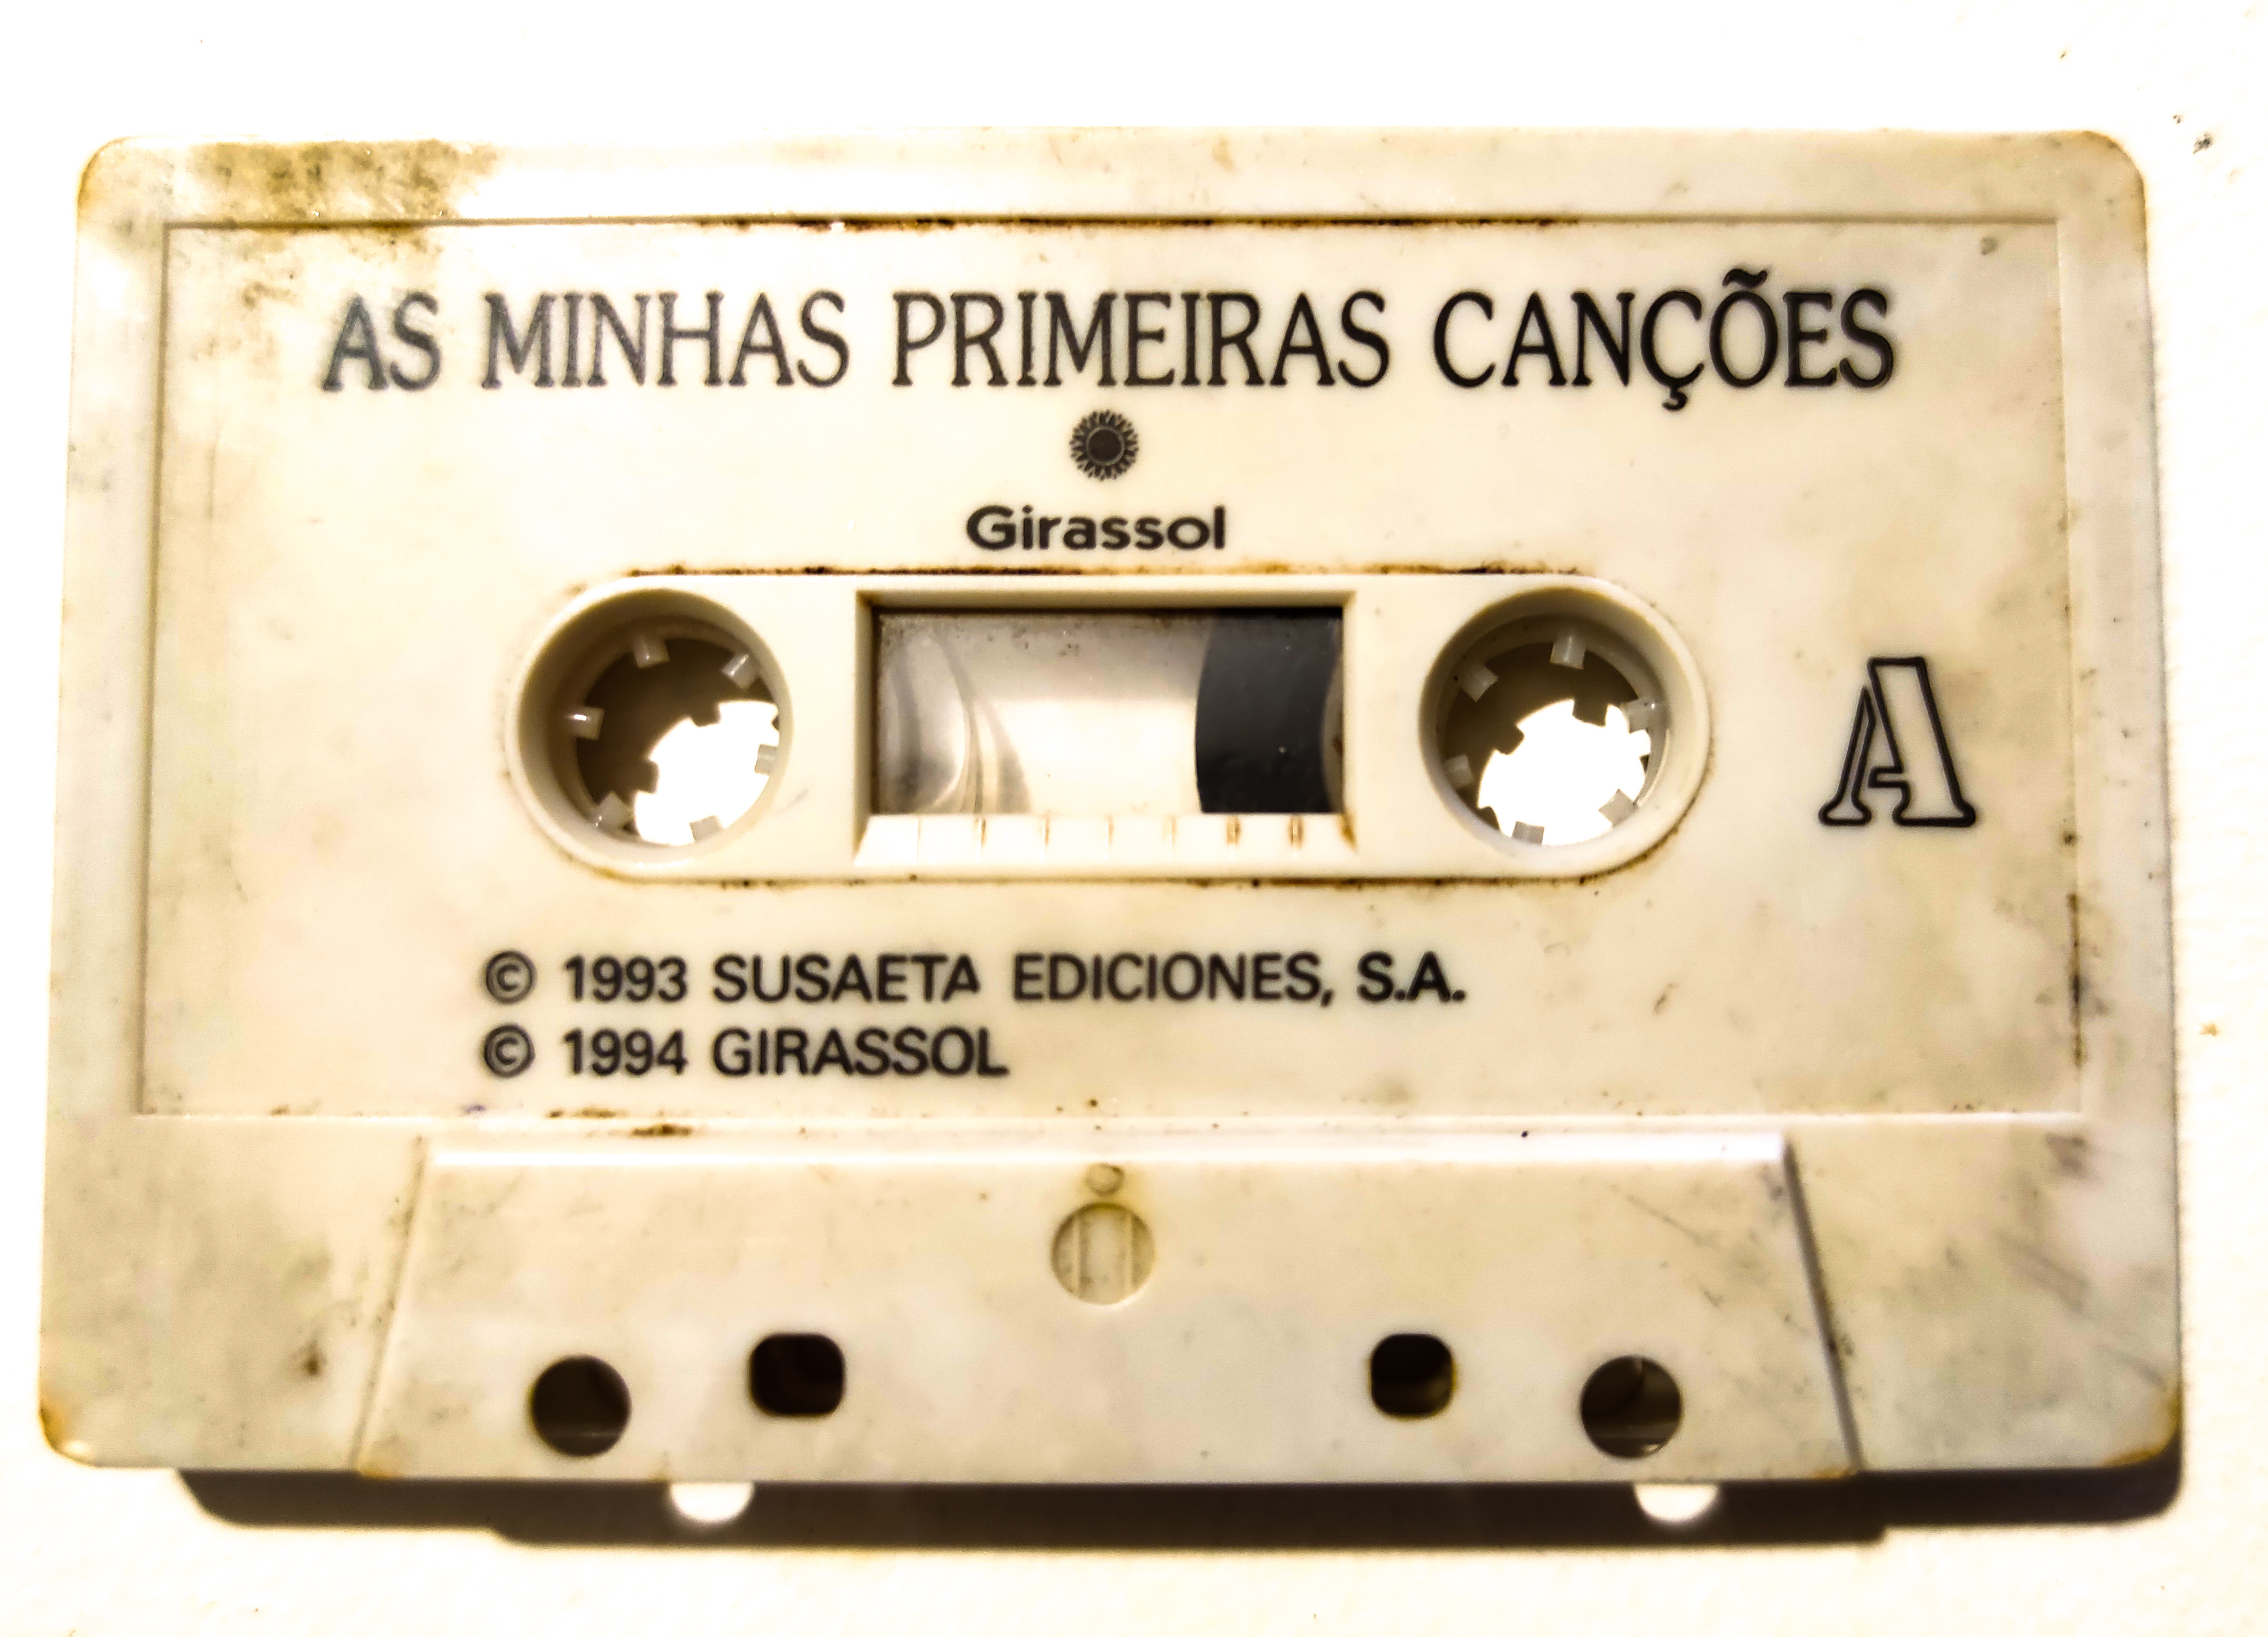 AS MINHAS PRIMEIRAS CANÇÕES
Girassol
A
© 1993 SUSAETA EDICIONES, S.A.
© 1994 GIRASSOL